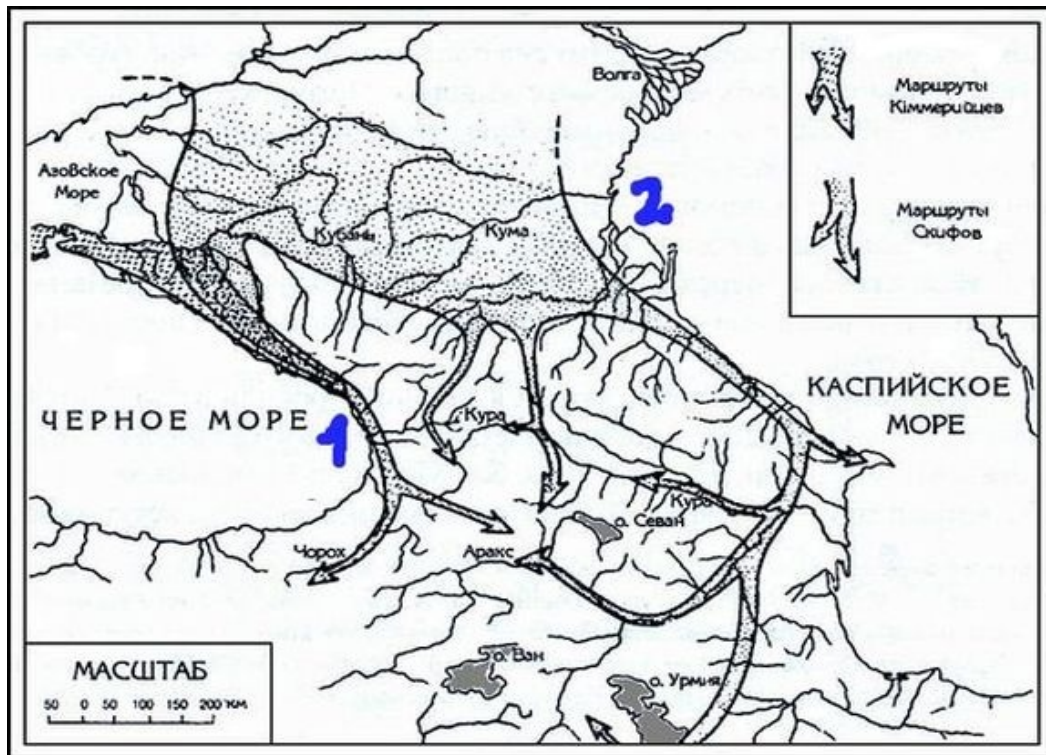 Волга
Маршруты
Кіммерийцев
Азовское
Море
Кубань
Кума
2
Маршруты
Скифов
ЧЕРНОЕ МОРЕ
1
Кура
КАСПИЙСКОЕ
МОРЕ
Кура
о. Севан
Чорох
Аракс
МАСШТАБ
50 0 50 100 150 200 КМ
о. Ван
о. Урмия